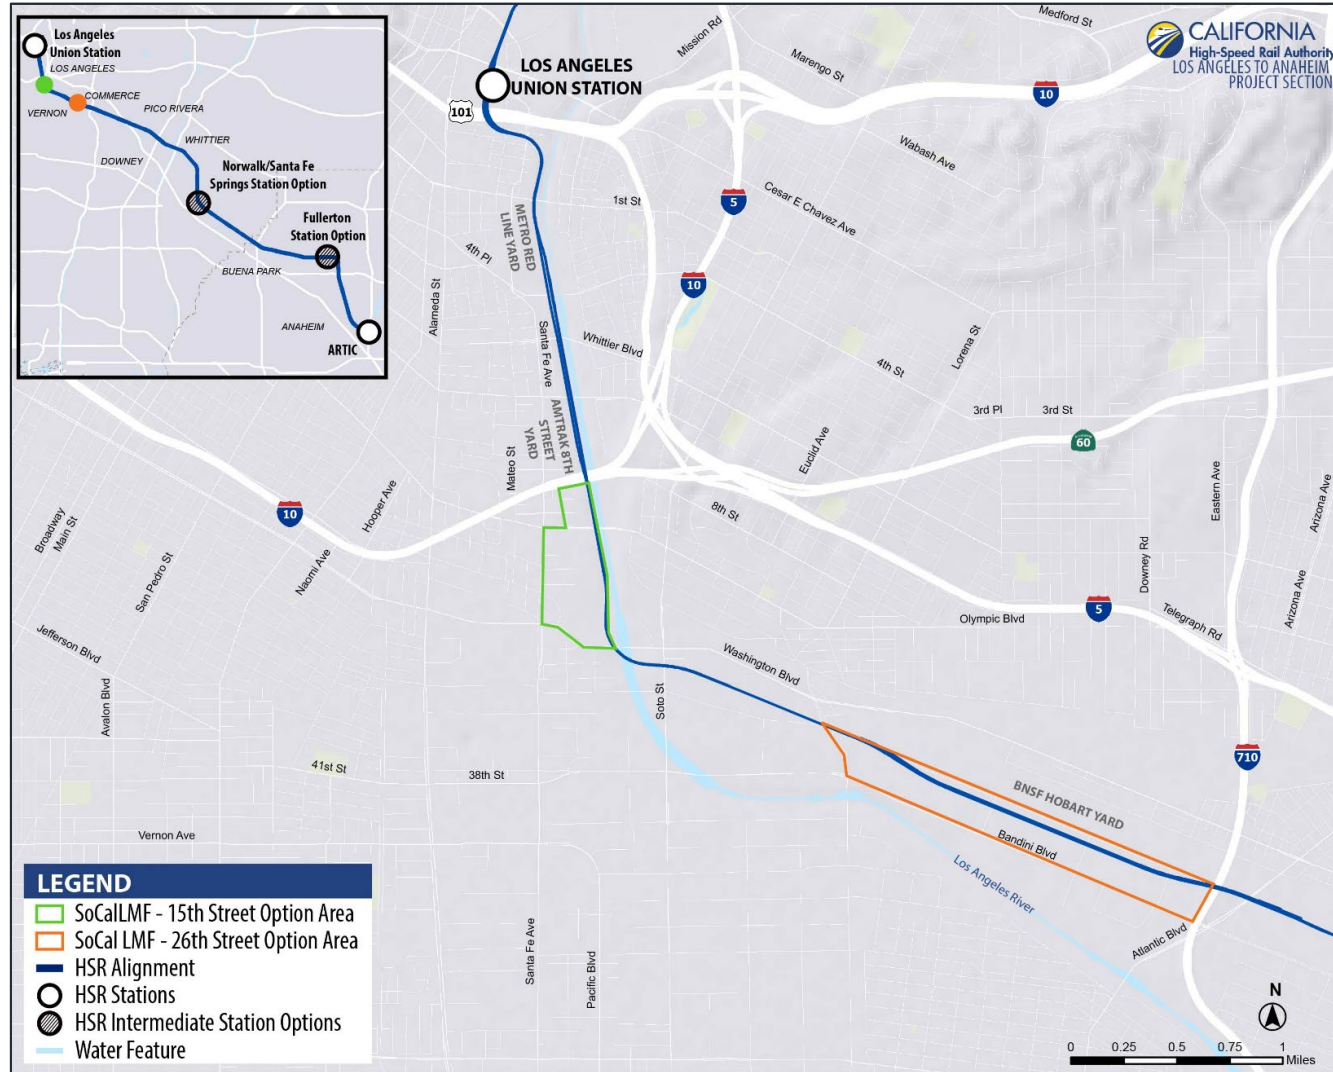 Los Angeles
Union Station
LOS ANGELES
COMMERCE
VERNON
PICO RIVERA
WHITTIER
DOWNEY
Norwalk/Santa Fe
Springs Station Option
Fullerton
Station Option
BUENA PARK
ANAHEIM
ARTIC
CALIFORNIA
High-Speed Rail Authority
LOS ANGELES TO ANAHEIM
PROJECT SECTION
LOS ANGELES
UNION STATION
101
Mission Rd
Medford St
Marengo St
10
Wabash Ave
Cesar E Chavez Ave
5
1st St
METRO RED
LINE YARD
4th Pl
10
Alameda St
Santa Fe Ave
Whittier Blvd
4th St
Lorena St
3rd Pl
3rd St
60
AMTRAK 8TH
STREET
YARD
Mateo St
Euclid Ave
Eastern Ave
Arizona Ave
8th St
Hooper Ave
10
Broadway
Main St
San Pedro St
Naomi Ave
Downey Rd
5
Olympic Blvd
Telegraph Rd
Arizona Ave
Jefferson Blvd
Avalon Blvd
Washington Blvd
Soto St
41st St
38th St
710
BNSF HOBART YARD
Bandini Blvd
Vernon Ave
Los Angeles River
Atlantic Blvd
Santa Fe Ave
Pacific Blvd
LEGEND
SoCalLMF - 15th Street Option Area
SoCal LMF - 26th Street Option Area
HSR Alignment
HSR Stations
HSR Intermediate Station Options
Water Feature
N
0 0.25 0.5 0.75 1
Miles